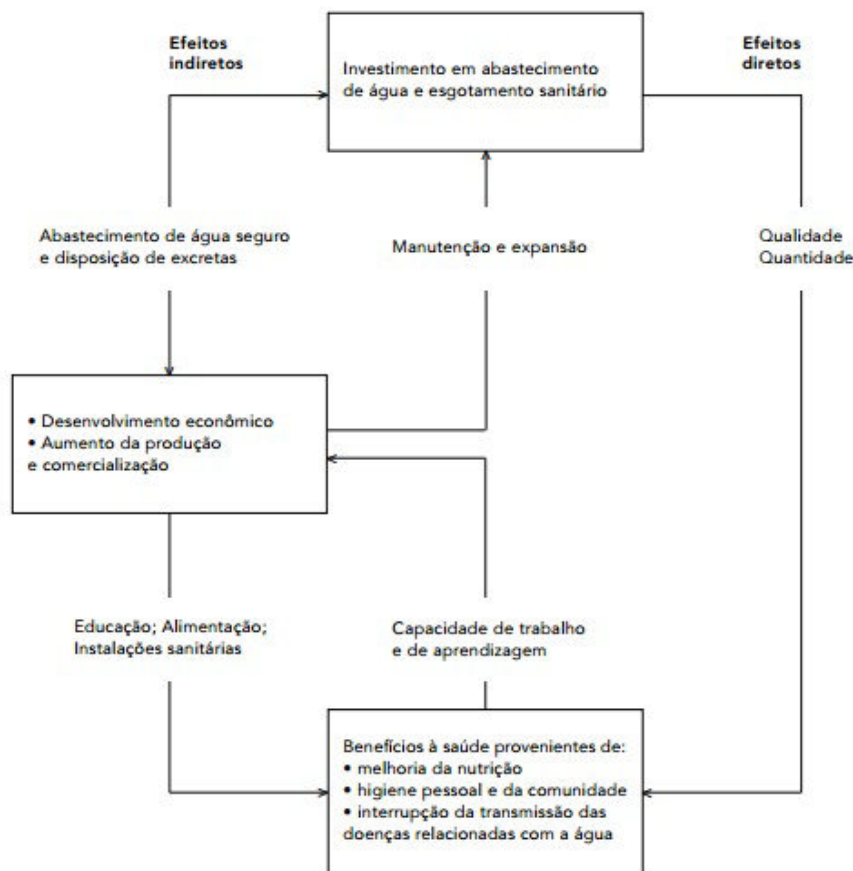 Efeitos
indiretos
Investimento em abastecimento
de água e esgotamento sanitário
Efeitos
diretos
Abastecimento de água seguro
e disposição de excretas
Manutenção e expansão
Qualidade
Quantidade
• Desenvolvimento econômico
• Aumento da produção
e comercialização
Educação; Alimentação;
Instalações sanitárias
Capacidade de trabalho
e de aprendizagem
Benefícios à saúde provenientes de:
• melhoria da nutrição
• higiene pessoal e da comunidade
• interrupção da transmissão das
doenças relacionadas com a água